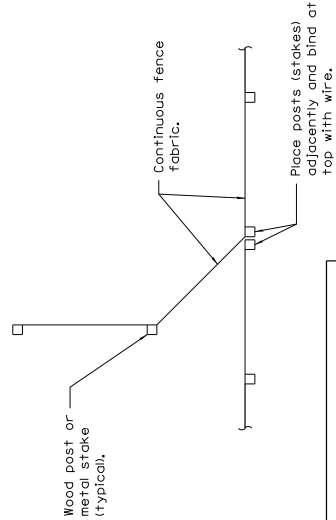 Wood post or
metal stake
(typical).
Continuous fence
fabric.
Place posts (stakes)
adjacently and bind at
top with wire.